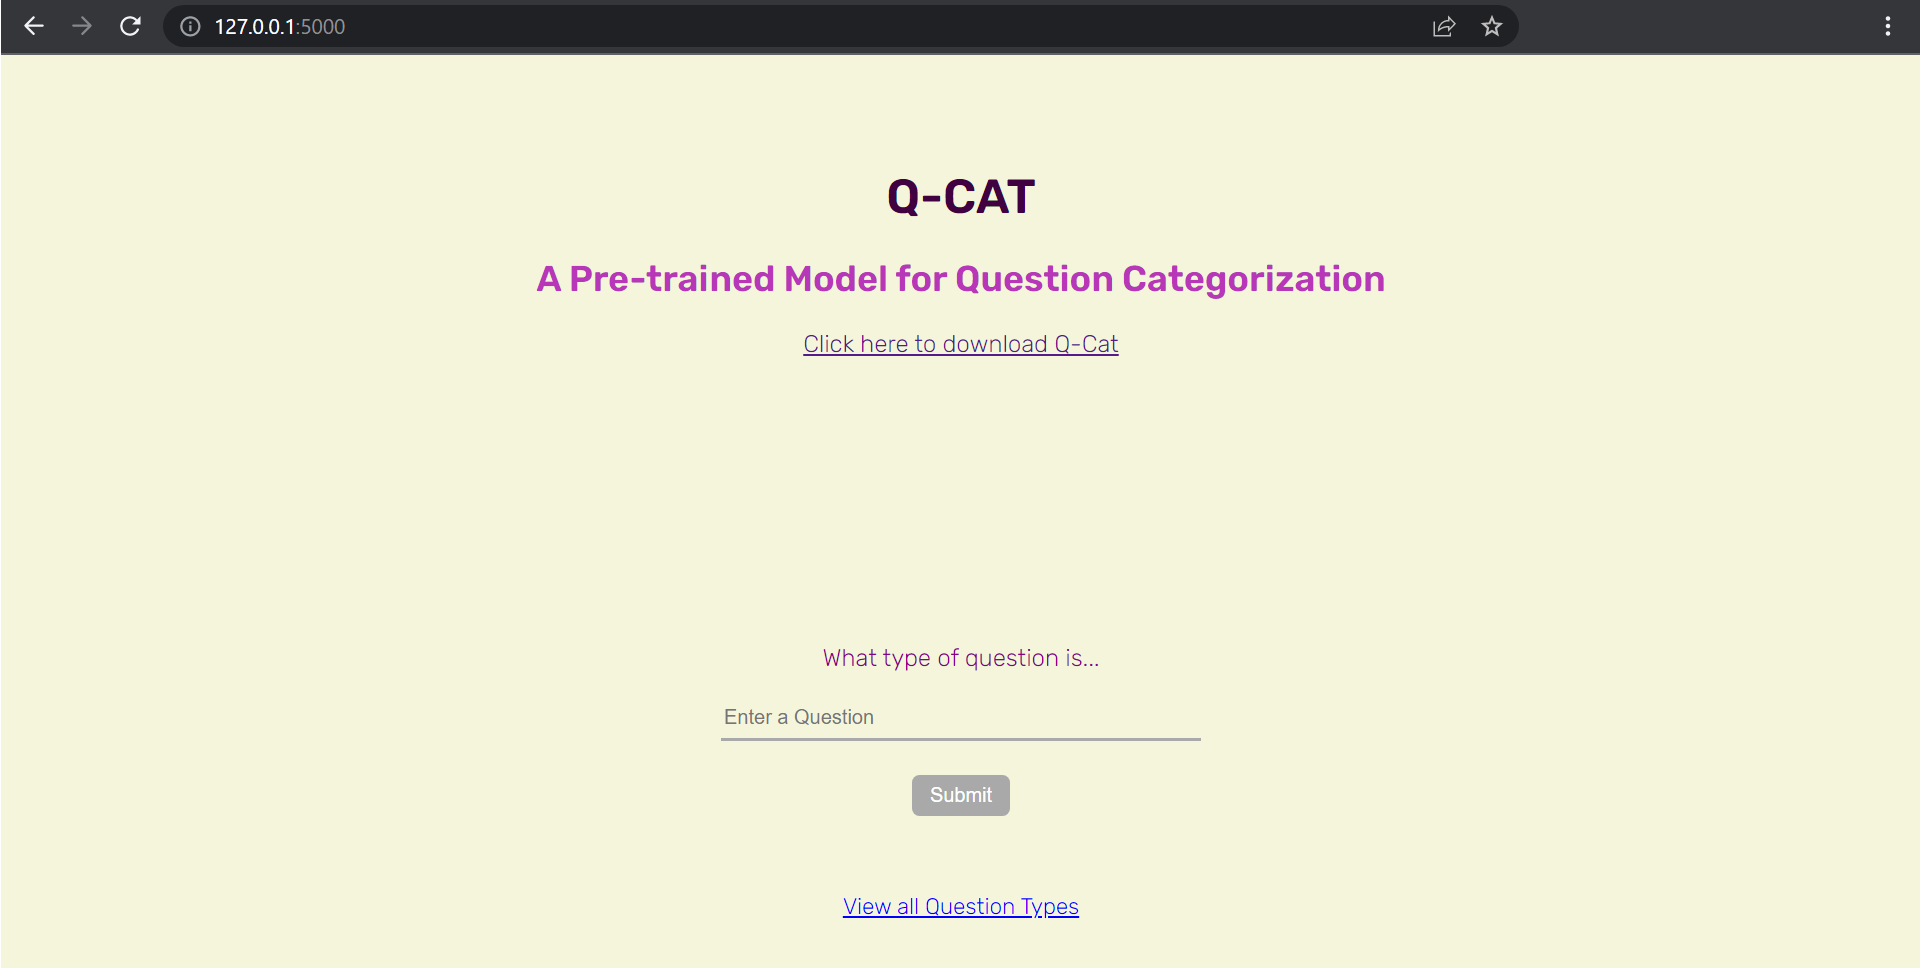 127.0.0.1:5000
Q-CAT
A Pre-trained Model for Question Categorization
Click here to download Q-Cat
What type of question is...
Enter a Question
Submit
View all Question Types